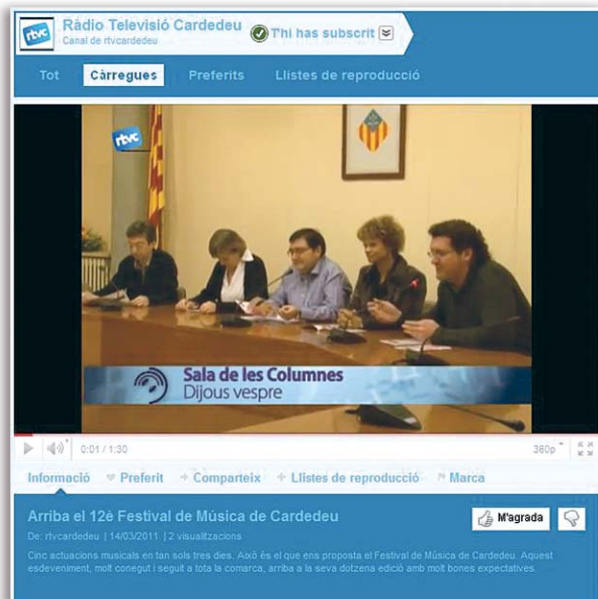 rtvc
Ràdio Televisió Cardedeu
T'hi has subscrit
Canal de rtvcardedeu
Tot Càrregues Preferits Llistes de reproducció
rtvc
Sala de les Columnes
Dijous vespre
0:01 / 1:30 360p
Informació Preferit Comparteix Llistes de reproducció Marca
Arriba el 12è Festival de Música de Cardedeu
M'agrada
De: rtvcardedeu | 14/03/2011 | 2 visualitzacions
Cinc actuacions musicals en tan sols tres dies. Això és el que ens proposta el Festival de Música de Cardedeu. Aquest
esdeveniment, molt conegut i seguit a tota la comarca, arriba a la seva dotzena edició amb molt bones expectatives.